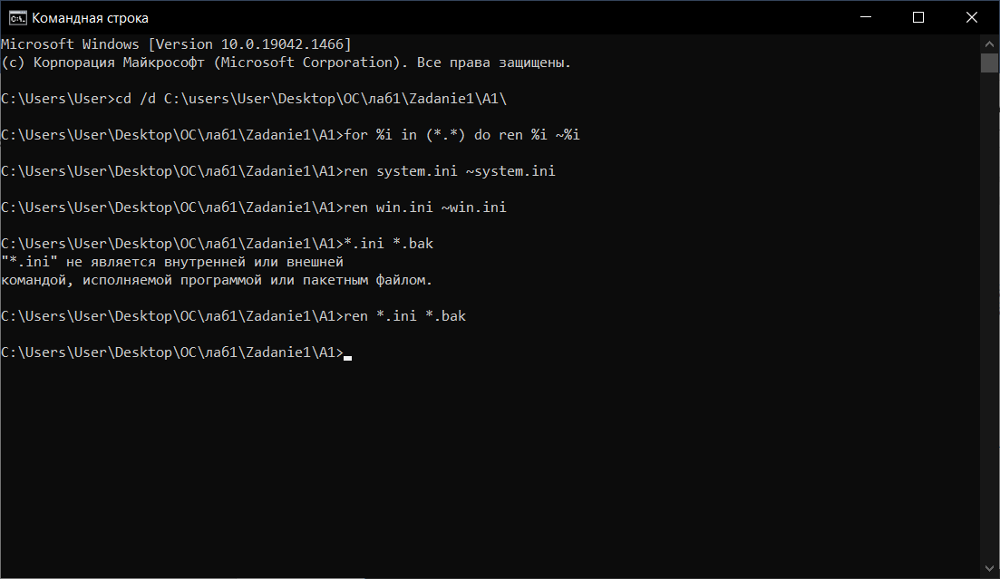 Командная строка
Microsoft Windows [Version 10.0.19042.1466]
(c) Корпорация Майкрософт (Microsoft Corporation). Все права защищены.
C:\Users\User>cd /d C:\users\User\Desktop\ОС\лаб1\Zadanie1\A1\
C:\Users\User\Desktop\ОС\лаб1\Zadanie1\A1>for %i in (*.*) do ren %i ~%i
C:\Users\User\Desktop\ОС\лаб1\Zadanie1\A1>ren system.ini ~system.ini
C:\Users\User\Desktop\ОС\лаб1\Zadanie1\A1>ren win.ini ~win.ini
C:\Users\User\Desktop\ОС\лаб1\Zadanie1\A1>*.ini *.bak
"*.ini" не является внутренней или внешней
командой, исполняемой программой или пакетным файлом.
C:\Users\User\Desktop\ОС\лаб1\Zadanie1\A1>ren *.ini *.bak
C:\Users\User\Desktop\ОС\лаб1\Zadanie1\A1>